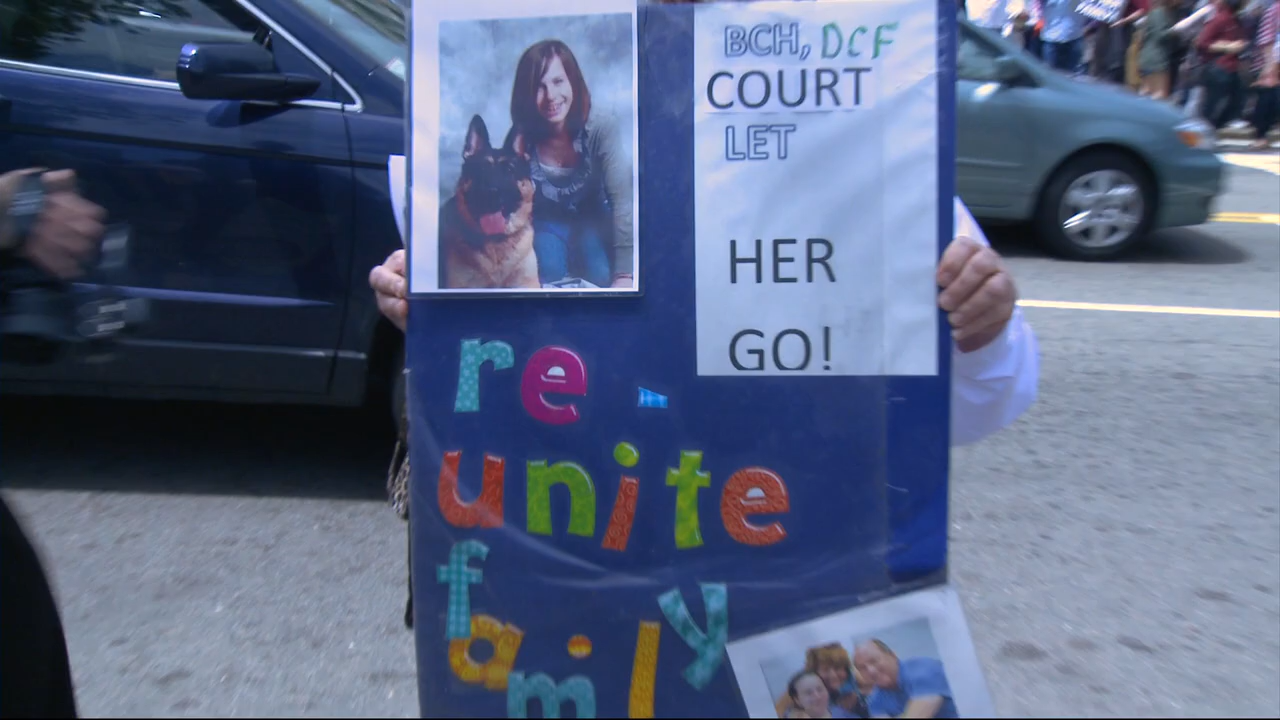 BCH, DCF
COURT
LET
HER
GO!
re-
unite
family